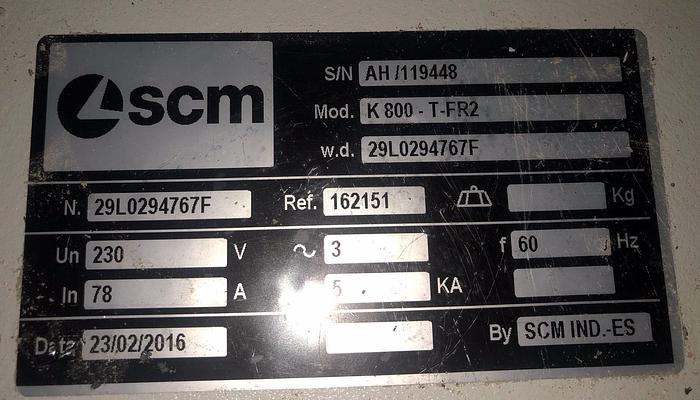 scm
S/N AH /119448
Mod. K 800 - T-FR2
w.d. 29L0294767F
N. 29L0294767F Ref. 162151 Kg
Un 230 V ~ 3 f 60 Hz
In 78 A 5 KA
Data 23/02/2016 By SCM IND.-ES